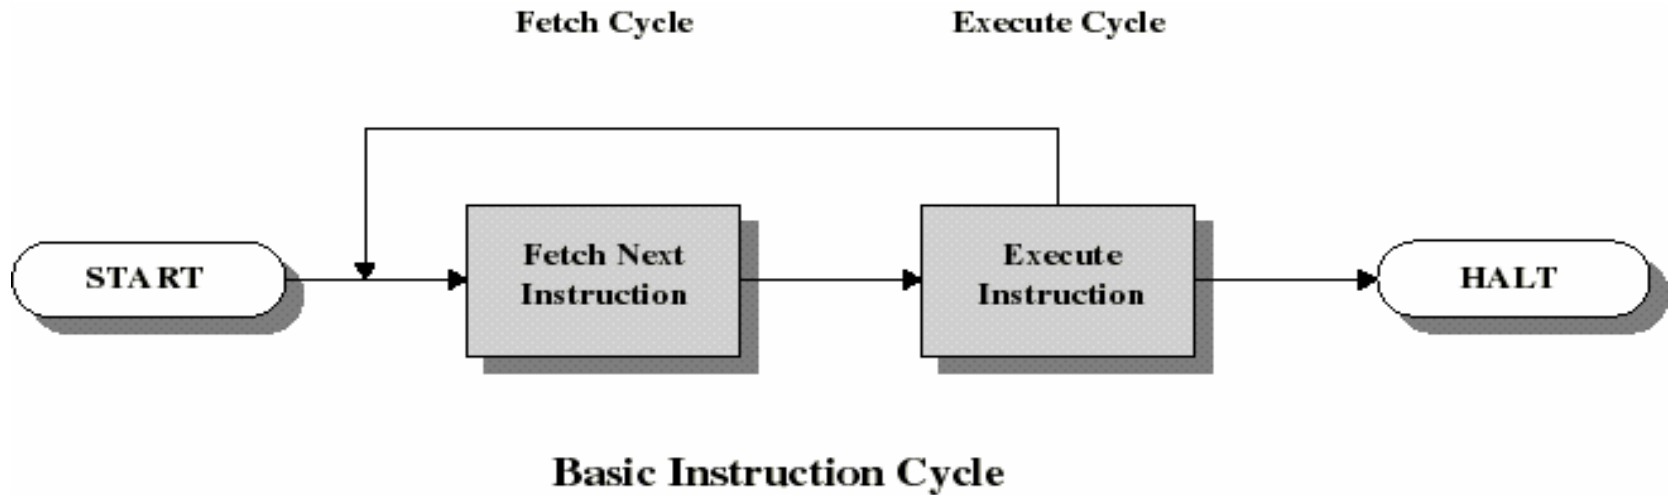 Fetch Cycle
Execute Cycle
START
Fetch Next
Instruction
Execute
Instruction
HALT
Basic Instruction Cycle